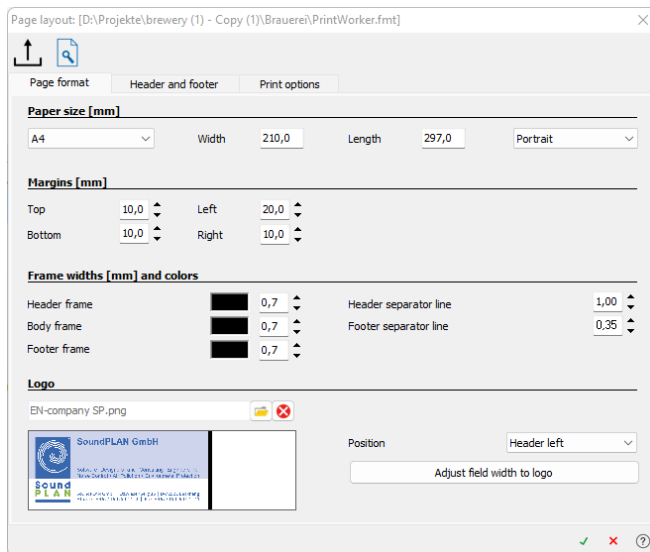 Page layout: [D:\Projekte\brewery (1) - Copy (1)\Brauerei\PrintWorker.fmt]
Page format Header and footer Print options
Paper size [mm]
A4 Width 210,0 Length 297,0 Portrait
Margins [mm]
Top 10,0 Left 20,0
Bottom 10,0 Right 10,0
Frame widths [mm] and colors
Header frame 0,7 Header separator line 1,00
Body frame 0,7 Footer separator line 0,35
Footer frame 0,7
Logo
EN-company SP.png
SoundPLAN GmbH
Position Header left
Sound
PLAN
Adjust field width to logo